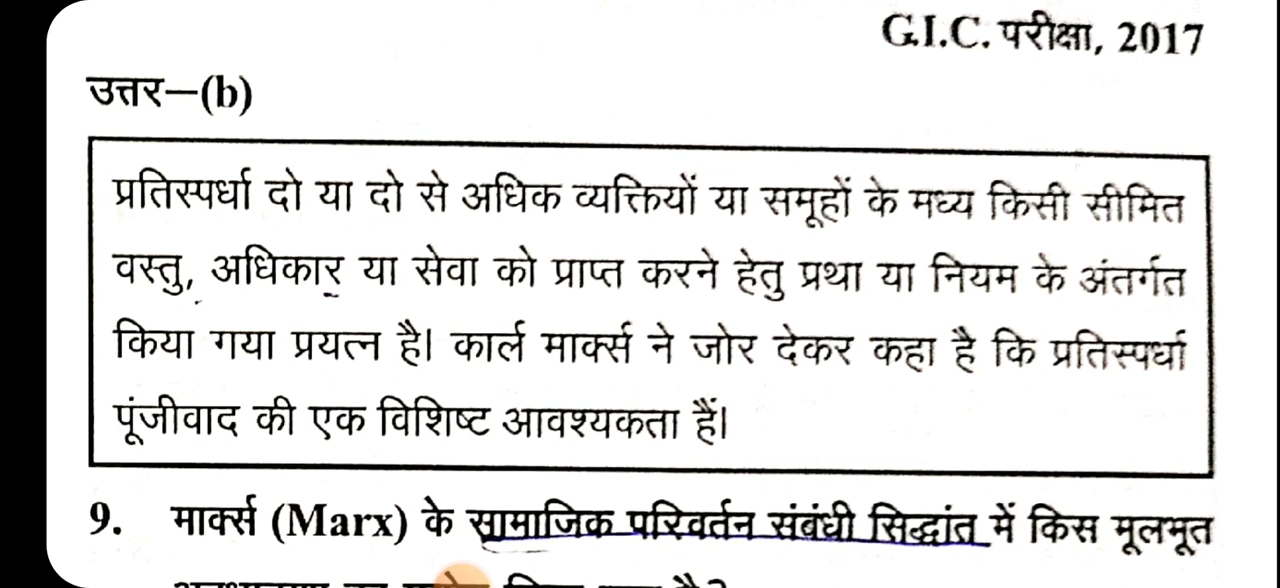 G.I.C. परीक्षा, 2017
उत्तर—(b)
प्रतिस्पर्धा दो या दो से अधिक व्यक्तियों या समूहों के मध्य किसी सीमित
वस्तु, अधिकार या सेवा को प्राप्त करने हेतु प्रथा या नियम के अंतर्गत
किया गया प्रयत्न है। कार्ल मार्क्स ने जोर देकर कहा है कि प्रतिस्पर्धा
पूंजीवाद की एक विशिष्ट आवश्यकता हैं।
9. मार्क्स (Marx) के सामाजिक परिवर्तन संबंधी सिद्धांत में किस मूलभूत